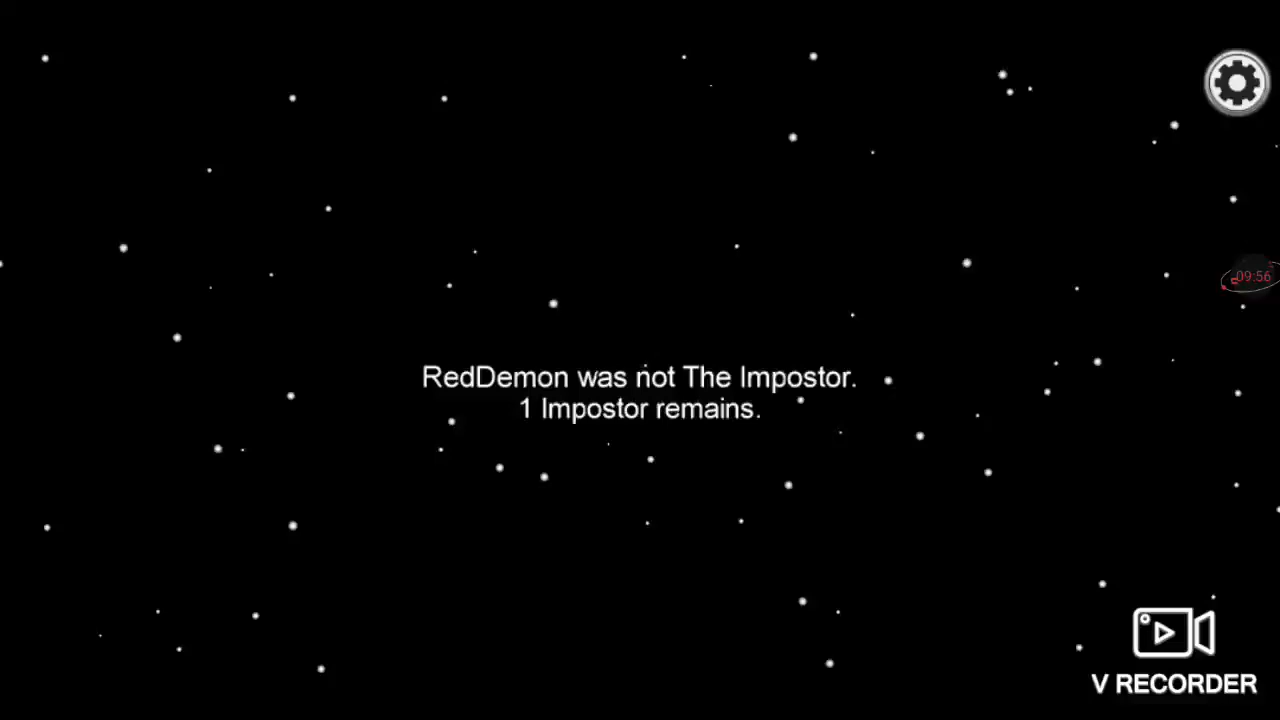 09:56
RedDemon was not The Impostor.
1 Impostor remains.
V RECORDER